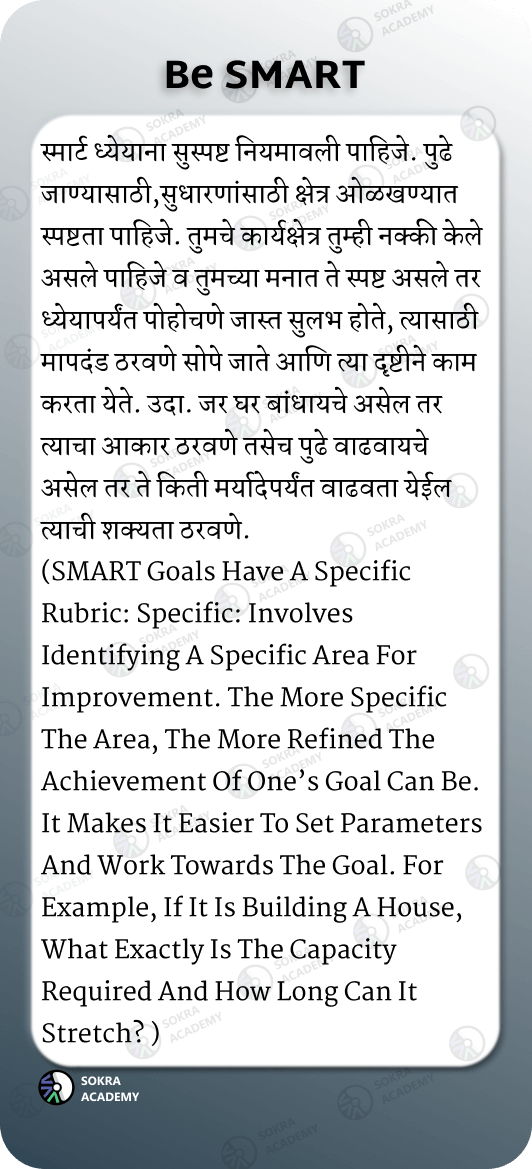 Be SMART
स्मार्ट ध्येयाना सुस्पष्ट नियमावली पाहिजे. पुढे
जाण्यासाठी,सुधारणांसाठी क्षेत्र ओळखण्यात
स्पष्टता पाहिजे. तुमचे कार्यक्षेत्र तुम्ही नक्की केले
असले पाहिजे व तुमच्या मनात ते स्पष्ट असले तर
ध्येयापर्यंत पोहोचणे जास्त सुलभ होते, त्यासाठी
मापदंड ठरवणे सोपे जाते आणि त्या दृष्टीने काम
करता येते. उदा. जर घर बांधायचे असेल तर
त्याचा आकार ठरवणे तसेच पुढे वाढवायचे
असेल तर ते किती मर्यादेपर्यंत वाढवता येईल
त्याची शक्यता ठरवणे.
(SMART Goals Have A Specific
Rubric: Specific: Involves
Identifying A Specific Area For
Improvement. The More Specific
The Area, The More Refined The
Achievement Of One’s Goal Can Be.
It Makes It Easier To Set Parameters
And Work Towards The Goal. For
Example, If It Is Building A House,
What Exactly Is The Capacity
Required And How Long Can It
Stretch? )
SOKRA
ACADEMY